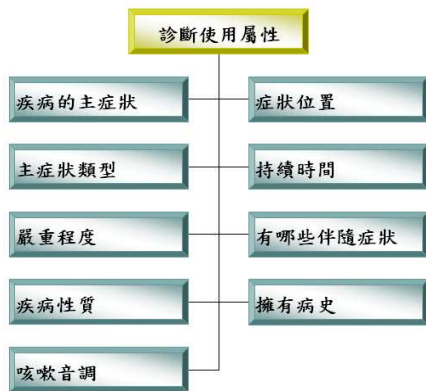 診斷使用屬性
疾病的主症狀
症狀位置
主症狀類型
持續時間
嚴重程度
有哪些伴隨症狀
疾病性質
擁有病史
咳嗽音調